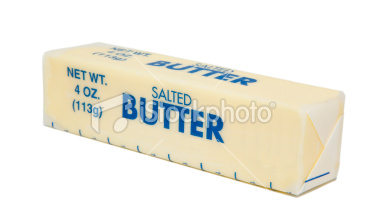 SALTED
BUTTER
NET WT.
4 OZ.
(113g)
SALTED
BUTTER
iStockphoto